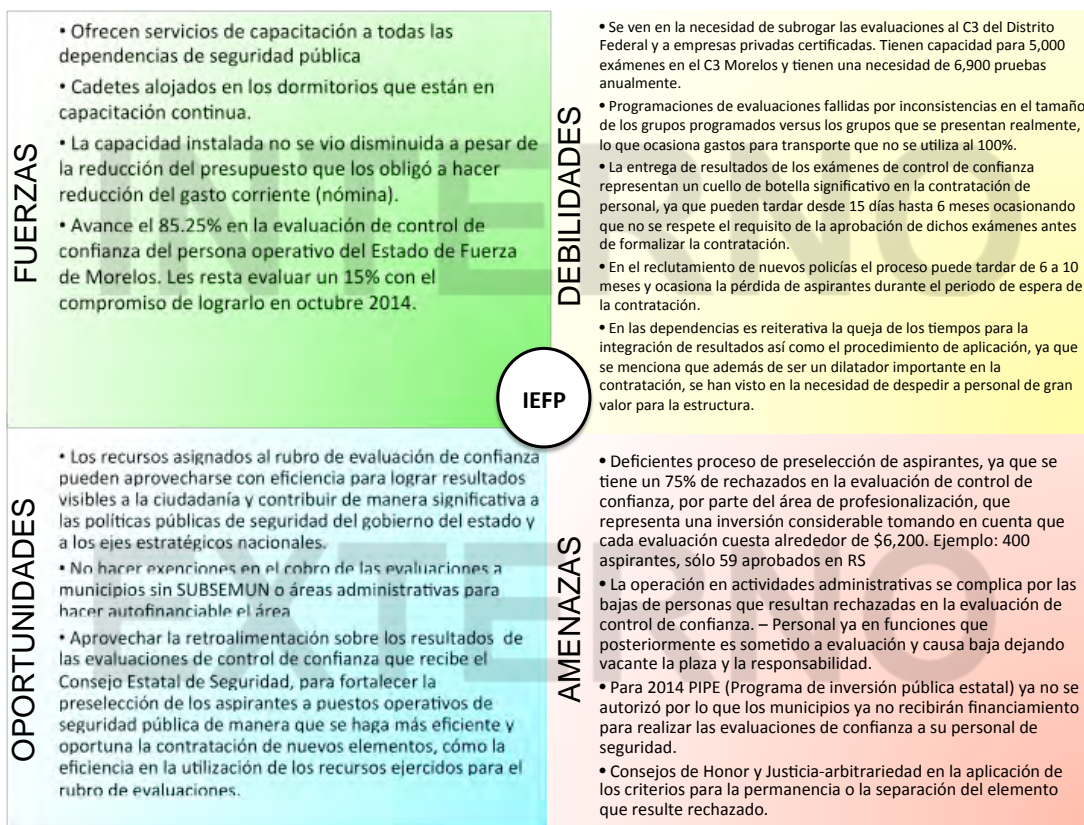 FUERZAS
• Ofrecen servicios de capacitación a todas las
dependencias de seguridad pública
• Cadetes alojados en los dormitorios que están en
capacitación continua.
• La capacidad instalada no se vio disminuida a pesar de
la reducción del presupuesto que los obligó a hacer
reducción del gasto corriente (nómina).
• Avance el 85.25% en la evaluación de control de
confianza del persona operativo del Estado de Fuerza
de Morelos. Les resta evaluar un 15% con el
compromiso de lograrlo en octubre 2014.
DEBILIDADES
• Se ven en la necesidad de subrogar las evaluaciones al C3 del Distrito
Federal y a empresas privadas certificadas. Tienen capacidad para 5,000
exámenes en el C3 Morelos y tienen una necesidad de 6,900 pruebas
anualmente.
• Programaciones de evaluaciones fallidas por inconsistencias en el tamaño
de los grupos programados versus los grupos que se presentan realmente,
lo que ocasiona gastos para transporte que no se utiliza al 100%.
• La entrega de resultados de los exámenes de control de confianza
representan un cuello de botella significativo en la contratación de
personal, ya que pueden tardar desde 15 días hasta 6 meses ocasionando
que no se respete el requisito de la aprobación de dichos exámenes antes
de formalizar la contratación.
• En el reclutamiento de nuevos policías el proceso puede tardar de 6 a 10
meses y ocasiona la pérdida de aspirantes durante el periodo de espera de
la contratación.
• En las dependencias es reiterativa la queja de los tiempos para la
integración de resultados así como el procedimiento de aplicación, ya que
se menciona que además de ser un dilatador importante en la
contratación, se han visto en la necesidad de despedir a personal de gran
valor para la estructura.
INTERNO
IEFP
OPORTUNIDADES
• Los recursos asignados al rubro de evaluación de confianza
pueden aprovecharse con eficiencia para lograr resultados
visibles a la ciudadanía y contribuir de manera significativa a
las políticas públicas de seguridad del gobierno del estado y
a los ejes estratégicos nacionales.
• No hacer exenciones en el cobro de las evaluaciones a
municipios sin SUBSEMUN o áreas administrativas para
hacer autofinanciable el área
• Aprovechar la retroalimentación sobre los resultados de
las evaluaciones de control de confianza que recibe el
Consejo Estatal de Seguridad, para fortalecer la
preselección de los aspirantes a puestos operativos de
seguridad pública de manera que se haga más eficiente y
oportuna la contratación de nuevos elementos, cómo la
eficiencia en la utilización de los recursos ejercidos para el
rubro de evaluaciones.
AMENAZAS
• Deficientes proceso de preselección de aspirantes, ya que se
tiene un 75% de rechazados en la evaluación de control de
confianza, por parte del área de profesionalización, que
representa una inversión considerable tomando en cuenta que
cada evaluación cuesta alrededor de $6,200. Ejemplo: 400
aspirantes, sólo 59 aprobados en RS
• La operación en actividades administrativas se complica por las
bajas de personas que resultan rechazadas en la evaluación de
control de confianza. – Personal ya en funciones que
posteriormente es sometido a evaluación y causa baja dejando
vacante la plaza y la responsabilidad.
• Para 2014 PIPE (Programa de inversión pública estatal) ya no se
autorizó por lo que los municipios ya no recibirán financiamiento
para realizar las evaluaciones de confianza a su personal de
seguridad.
• Consejos de Honor y Justicia-arbitrariedad en la aplicación de
los criterios para la permanencia o la separación del elemento
que resulte rechazado.
EXTERNO